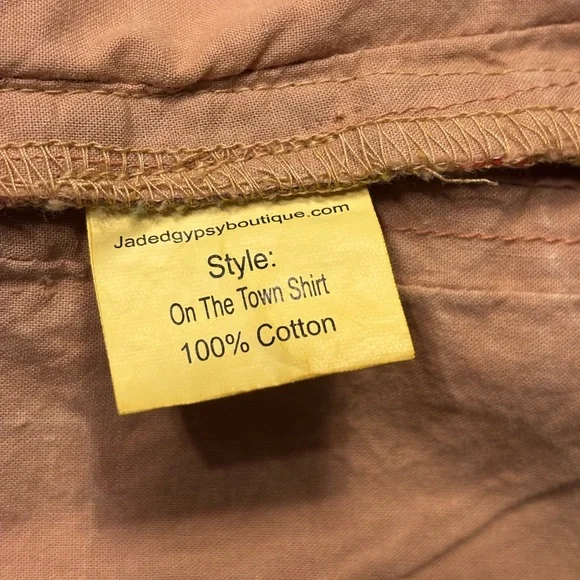 Jadedgypsyboutique.com
Style:
On The Town Shirt
100% Cotton